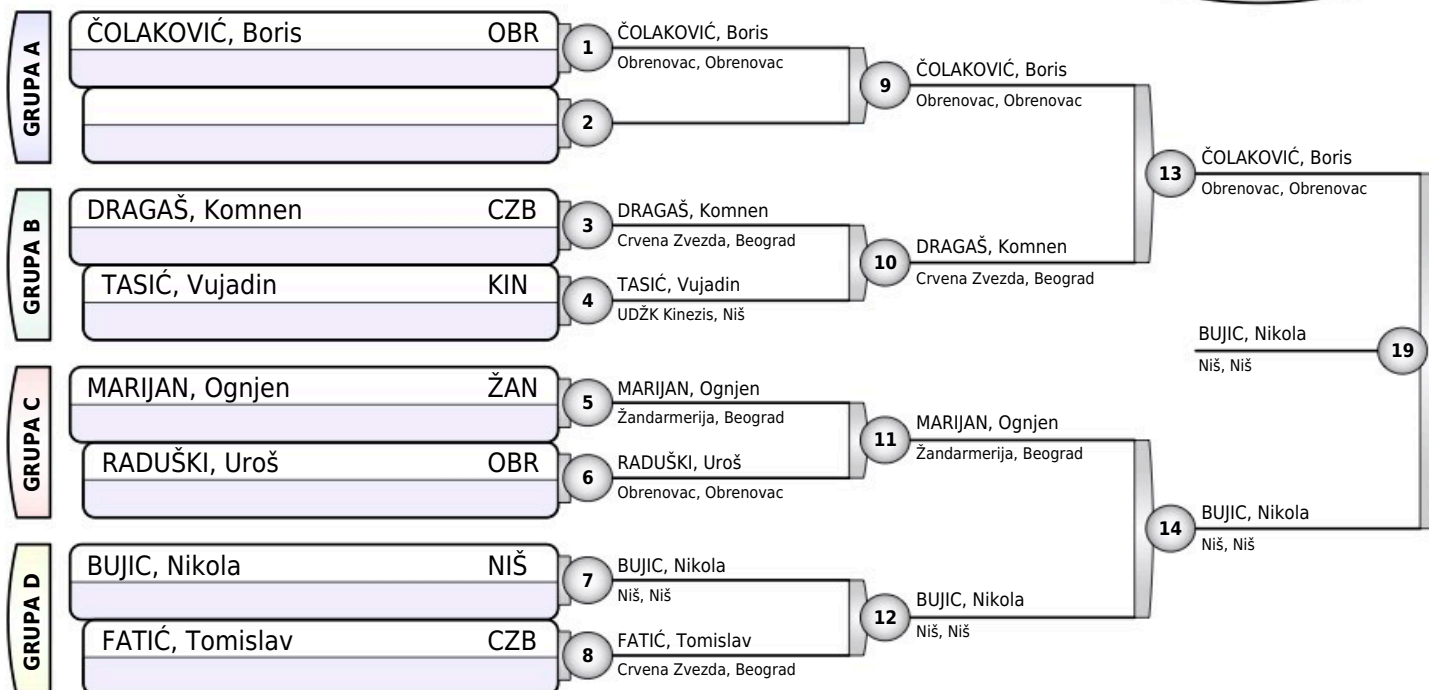 GRUPA A
ČOLAKOVIĆ, Boris OBR
1
2
GRUPA B
DRAGAŠ, Komnen CZB
3
TASIĆ, Vujadin KIN
4
GRUPA C
MARIJAN, Ognjen ŽAN
5
RADUŠKI, Uroš OBR
6
GRUPA D
BUJIC, Nikola NIŠ
7
FATIĆ, Tomislav CZB
8
ČOLAKOVIĆ, Boris
Obrenovac, Obrenovac
DRAGAŠ, Komnen
Crvena Zvezda, Beograd
TASIĆ, Vujadin
UDŽK Kinezis, Niš
MARIJAN, Ognjen
Žandarmerija, Beograd
RADUŠKI, Uroš
Obrenovac, Obrenovac
BUJIC, Nikola
Niš, Niš
FATIĆ, Tomislav
Crvena Zvezda, Beograd
9
ČOLAKOVIĆ, Boris
Obrenovac, Obrenovac
10
DRAGAŠ, Komnen
Crvena Zvezda, Beograd
11
MARIJAN, Ognjen
Žandarmerija, Beograd
12
BUJIC, Nikola
Niš, Niš
13
ČOLAKOVIĆ, Boris
Obrenovac, Obrenovac
14
BUJIC, Nikola
Niš, Niš
BUJIC, Nikola
Niš, Niš
19